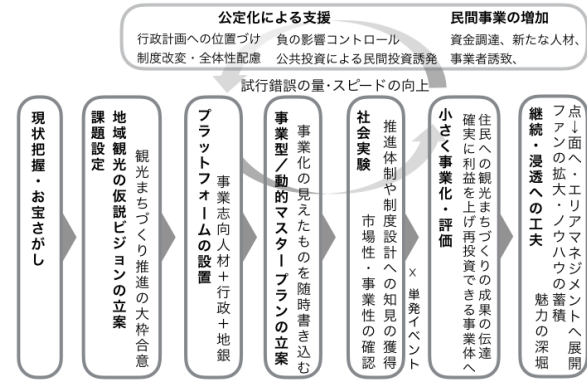 公定化による支援
民間事業の増加
行政計画への位置づけ
負の影響コントロール
資金調達、新たな人材、
制度改変・全体性配慮
公共投資による民間投資誘発
事業者誘致、
試行錯誤の量・スピードの向上
現状把握・お宝さがし
地域観光の仮説ビジョンの立案
課題設定
観光まちづくり推進の大枠合意
プラットフォームの設置
事業志向人材＋行政＋地銀
事業型／動的マスタープランの立案
事業化の見えたものを随時書き込む
社会実験
推進体制や制度設計への知見の獲得
市場性・事業性の確認
× 単発イベント
小さく事業化・評価
住民への観光まちづくりの成果の伝達
確実に利益を上げ再投資できる事業体へ
継続・浸透への工夫
点→面へ・エリアマネジメントへ展開
ファンの拡大・ノウハウの蓄積
魅力の深堀